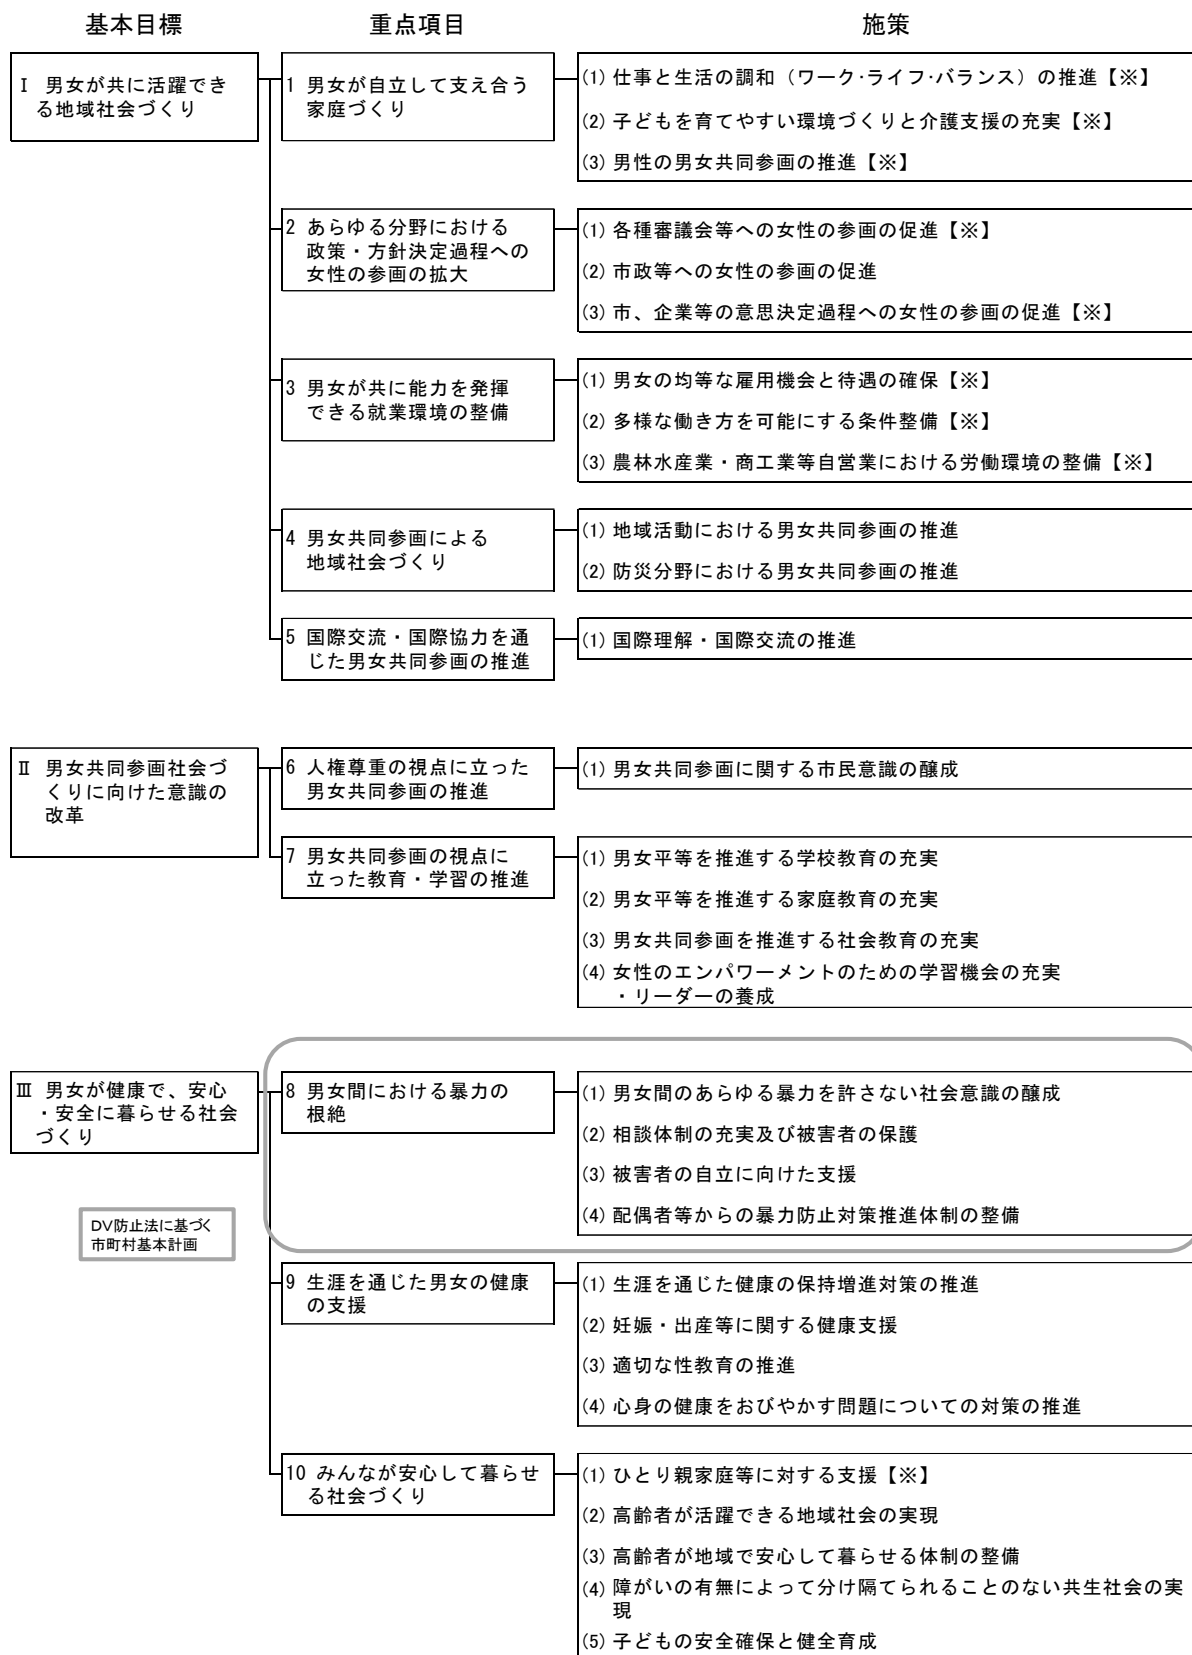 基本目標 重点項目 施策
Ⅰ 男女が共に活躍でき
る地域社会づくり
1 男女が自立して支え合う
家庭づくり
(1) 仕事と生活の調和（ワーク･ライフ･バランス）の推進【※】
(2) 子どもを育てやすい環境づくりと介護支援の充実【※】
(3) 男性の男女共同参画の推進【※】
2 あらゆる分野における
政策・方針決定過程への
女性の参画の拡大
(1) 各種審議会等への女性の参画の促進【※】
(2) 市政等への女性の参画の促進
(3) 市、企業等の意思決定過程への女性の参画の促進【※】
3 男女が共に能力を発揮
できる就業環境の整備
(1) 男女の均等な雇用機会と待遇の確保【※】
(2) 多様な働き方を可能にする条件整備【※】
(3) 農林水産業・商工業等自営業における労働環境の整備【※】
4 男女共同参画による
地域社会づくり
(1) 地域活動における男女共同参画の推進
(2) 防災分野における男女共同参画の推進
5 国際交流・国際協力を通
じた男女共同参画の推進
(1) 国際理解・国際交流の推進
Ⅱ 男女共同参画社会づ
くりに向けた意識の
改革
6 人権尊重の視点に立った
男女共同参画の推進
(1) 男女共同参画に関する市民意識の醸成
7 男女共同参画の視点に
立った教育・学習の推進
(1) 男女平等を推進する学校教育の充実
(2) 男女平等を推進する家庭教育の充実
(3) 男女共同参画を推進する社会教育の充実
(4) 女性のエンパワーメントのための学習機会の充実
・リーダーの養成
Ⅲ 男女が健康で、安心
・安全に暮らせる社会
づくり
DV防止法に基づく
市町村基本計画
8 男女間における暴力の
根絶
(1) 男女間のあらゆる暴力を許さない社会意識の醸成
(2) 相談体制の充実及び被害者の保護
(3) 被害者の自立に向けた支援
(4) 配偶者等からの暴力防止対策推進体制の整備
9 生涯を通じた男女の健康
の支援
(1) 生涯を通じた健康の保持増進対策の推進
(2) 妊娠・出産等に関する健康支援
(3) 適切な性教育の推進
(4) 心身の健康をおびやかす問題についての対策の推進
10 みんなが安心して暮らせ
る社会づくり
(1) ひとり親家庭等に対する支援【※】
(2) 高齢者が活躍できる地域社会の実現
(3) 高齢者が地域で安心して暮らせる体制の整備
(4) 障がいの有無によって分け隔てられることのない共生社会の実
現
(5) 子どもの安全確保と健全育成